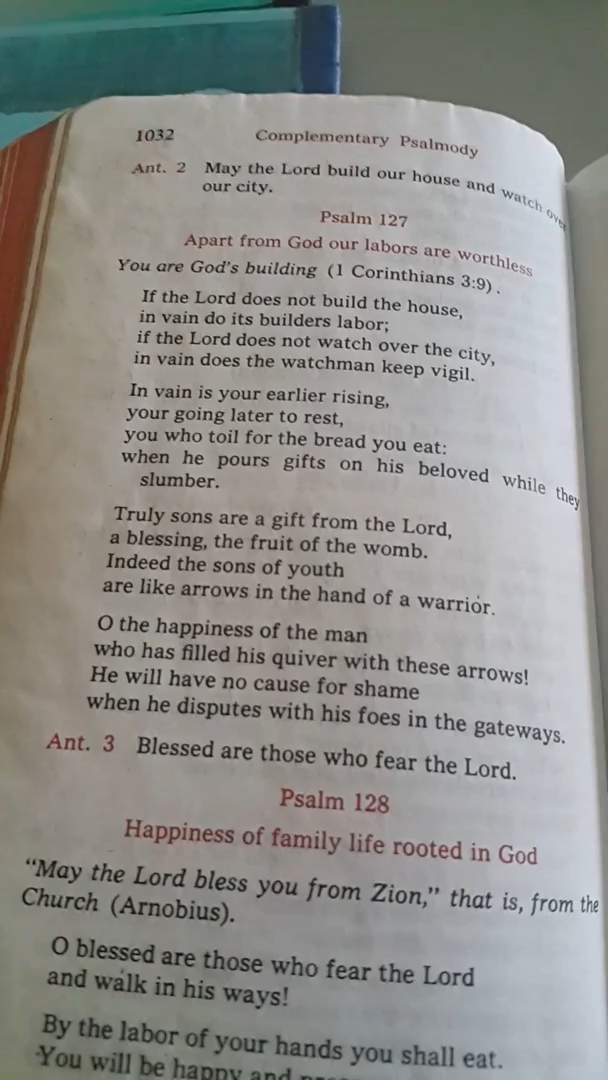 1032 Complementary Psalmody
Ant. 2 May the Lord build our house and watch over
our city.
Psalm 127
Apart from God our labors are worthless
You are God's building (1 Corinthians 3:9).
If the Lord does not build the house,
in vain do its builders labor;
if the Lord does not watch over the city,
in vain does the watchman keep vigil.
In vain is your earlier rising,
your going later to rest,
you who toil for the bread you eat:
when he pours gifts on his beloved while they
slumber.
Truly sons are a gift from the Lord,
a blessing, the fruit of the womb.
Indeed the sons of youth
are like arrows in the hand of a warrior.
O the happiness of the man
who has filled his quiver with these arrows!
He will have no cause for shame
when he disputes with his foes in the gateways.
Ant. 3 Blessed are those who fear the Lord.
Psalm 128
Happiness of family life rooted in God
“May the Lord bless you from Zion,” that is, from the
Church (Arnobius).
O blessed are those who fear the Lord
and walk in his ways!
By the labor of your hands you shall eat.
You will be happy and